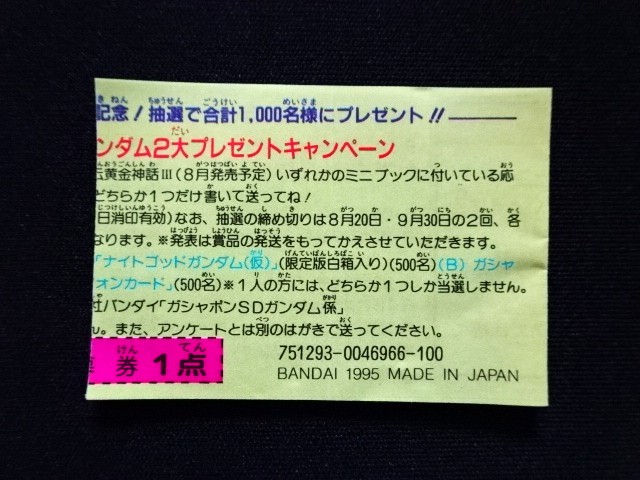 記念!抽選で合計1,000名様にプレゼント!!
ンダム2大プレゼントキャンペーン
伝黄金神話III(8月発売予定)いずれかのミニブックに付いている応
どちらか1つだけ書いて送ってね!
日消印有効)なお、抽選の締め切りは8月20日・9月30日の2回、各
なります。※発表は賞品の発送をもってかえさせていただきます。
「ナイトゴッドガンダム(仮)」(限定版白箱入り)(500名)(B)ガシャ
オンカード」(500名)※1人の方には、どちらか1つしか当選しません。
社バンダイ「ガシャポンSDガンダム係」
ん。また、アンケートとは別のはがきで送ってください。
券 1点
751293-0046966-100
BANDAI 1995 MADE IN JAPAN